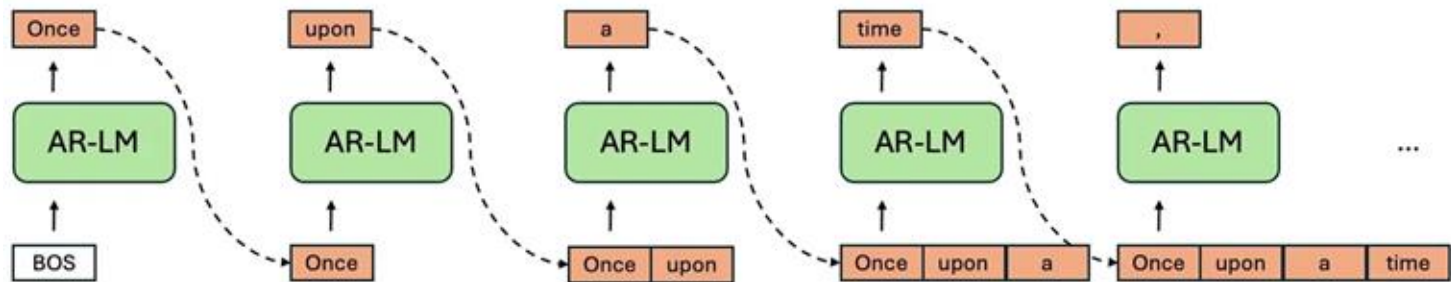 Once upon a time ,
AR-LM AR-LM AR-LM AR-LM AR-LM ...
BOS Once Once upon Once upon a Once upon a time